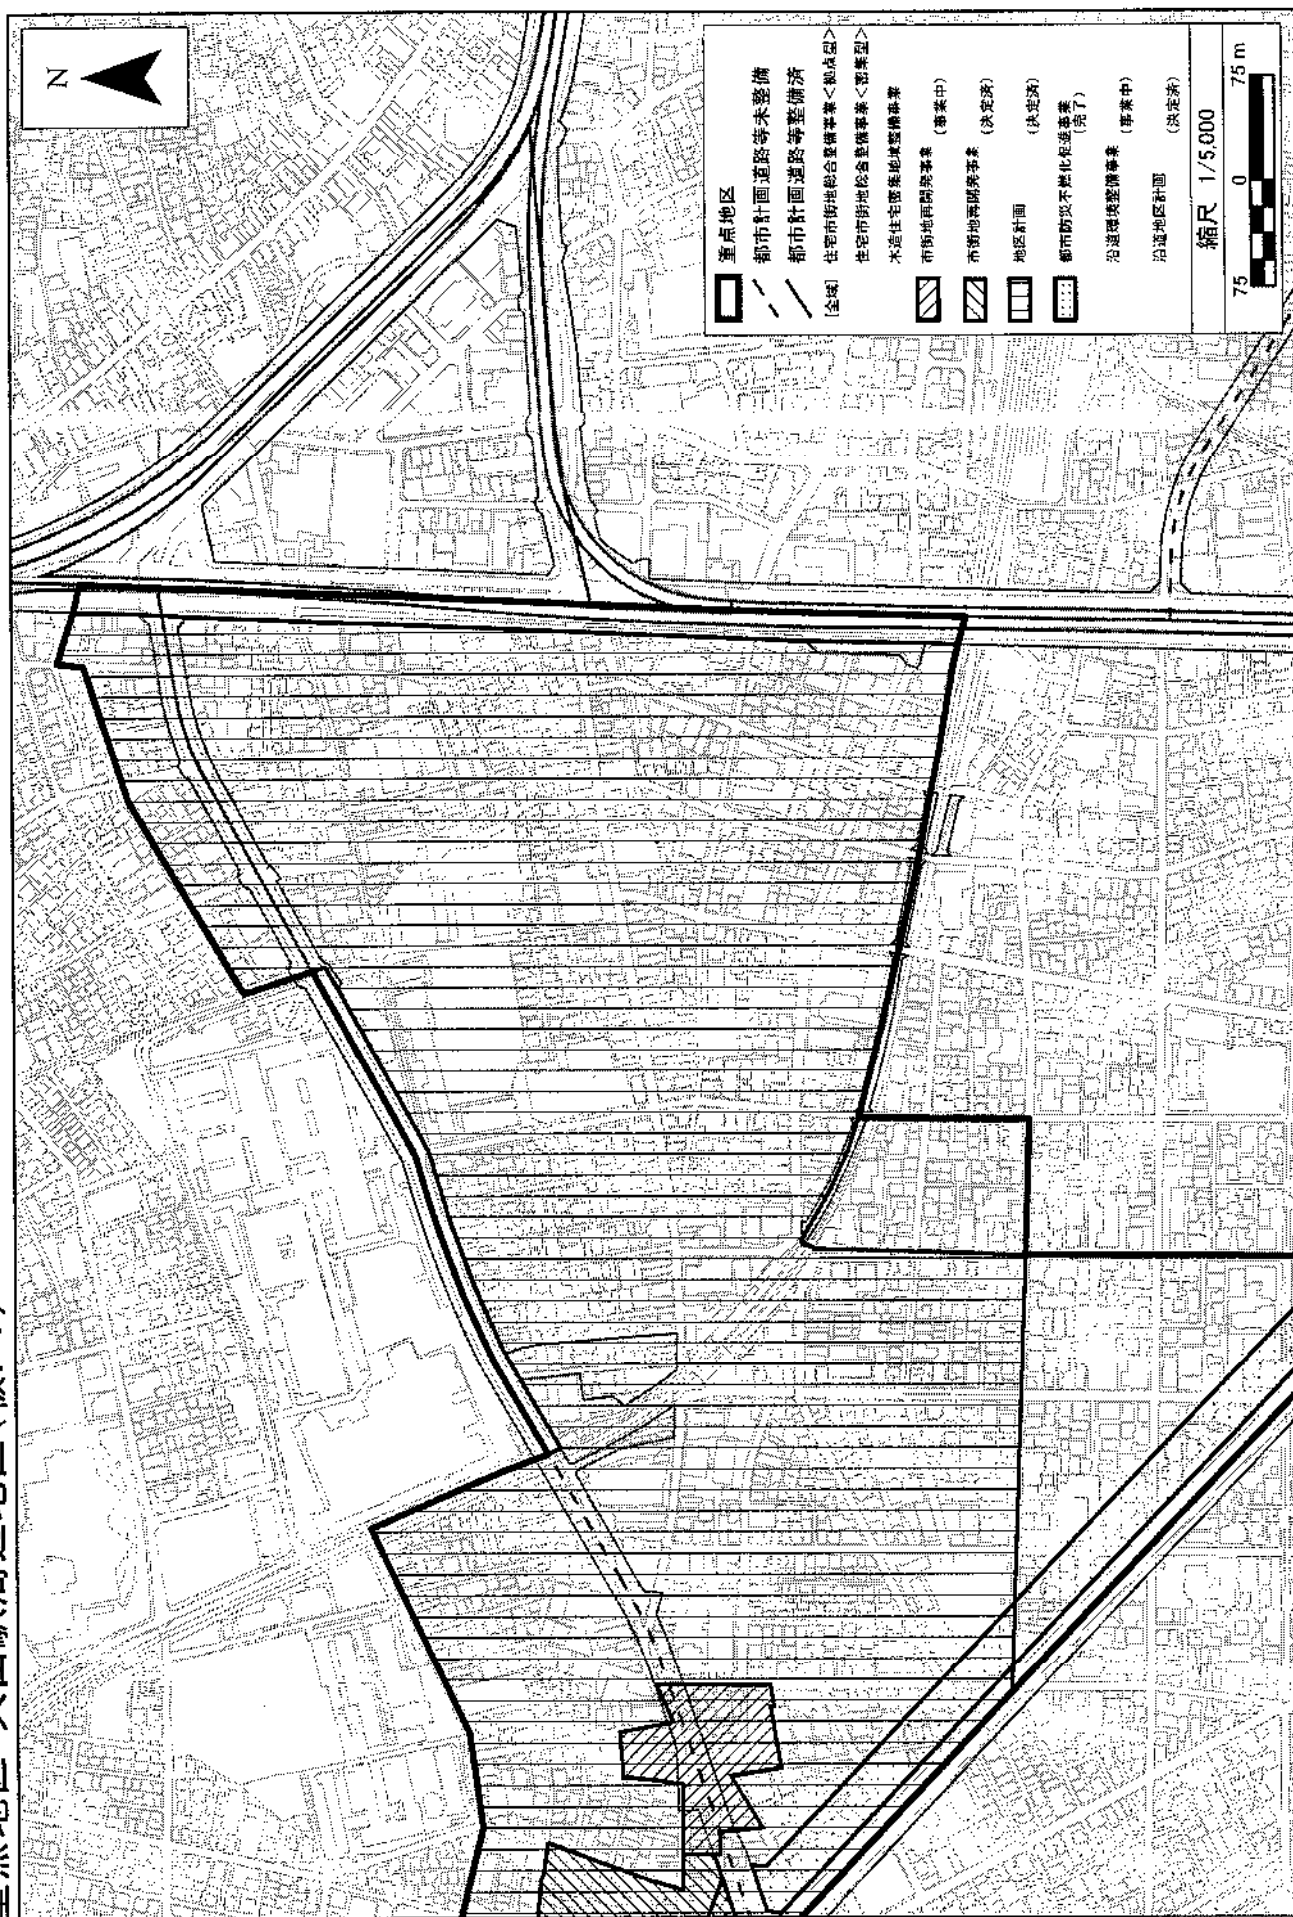 N
重点地区
都市計画道路等未整備
都市計画道路等整備済
[全域] 住宅市街地総合整備事業<拠点型>
住宅市街地総合整備事業<密集型>
木造住宅密集地域整備事業
市街地再開発事業 (事業中)
市街地再開発事業 (決定済)
地区計画 (決定済)
都市防災不燃化促進事業 (完了)
沿道環境整備事業 (事業中)
沿道地区計画 (決定済)
縮尺 1/5,000
75 0 75 m